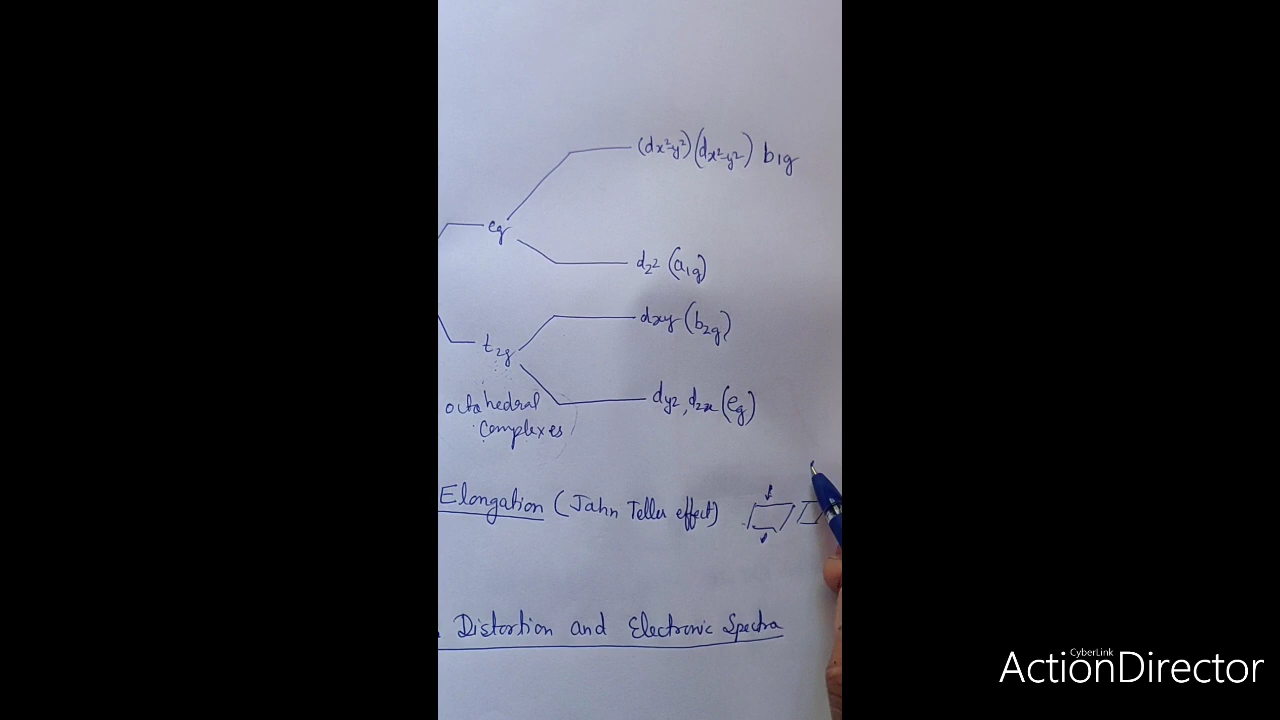 (dx²-y²) (dx²-y²) b1g
eg
dz² (a1g)
dxy (b2g)
t2g
dyz, dzx (eg)
octahedral
complexes
Elongation (Jahn Teller effect)
Distortion and Electronic Spectra
CyberLink
ActionDirector